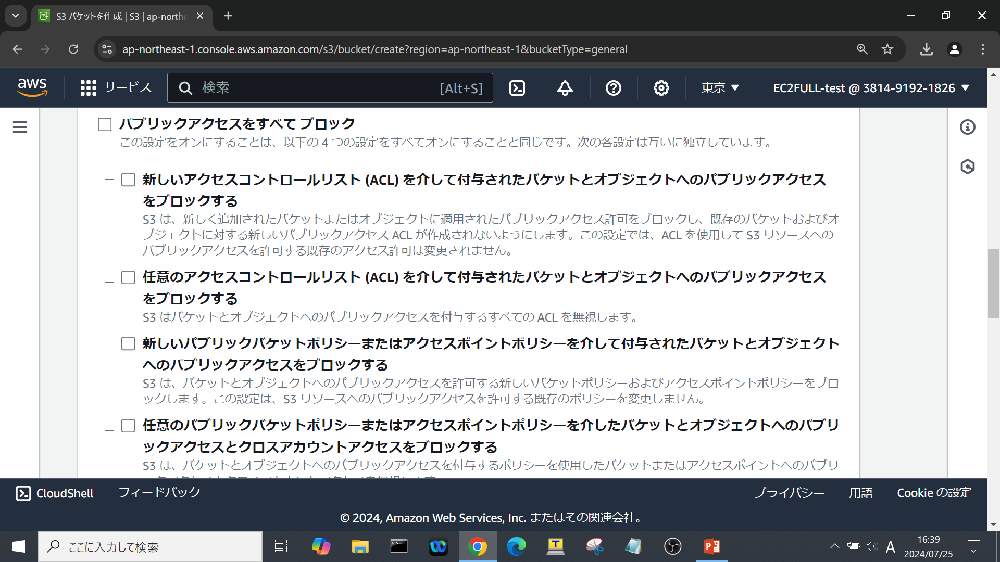 S3 バケットを作成 | S3 | ap-northe
ap-northeast-1.console.aws.amazon.com/s3/bucket/create?region=ap-northeast-1&bucketType=general
aws
サービス
検索
[Alt+S]
東京
EC2FULL-test @ 3814-9192-1826
パブリックアクセスをすべて ブロック
この設定をオンにすることは、以下の 4 つの設定をすべてオンにすることと同じです。次の各設定は互いに独立しています。
新しいアクセスコントロールリスト (ACL) を介して付与されたバケットとオブジェクトへのパブリックアクセス
をブロックする
S3 は、新しく追加されたバケットまたはオブジェクトに適用されたパブリックアクセス許可をブロックし、既存のバケットおよびオ
ブジェクトに対する新しいパブリックアクセス ACL が作成されないようにします。この設定では、ACL を使用して S3 リソースへの
パブリックアクセスを許可する既存のアクセス許可は変更されません。
任意のアクセスコントロールリスト (ACL) を介して付与されたバケットとオブジェクトへのパブリックアクセス
をブロックする
S3 はバケットとオブジェクトへのパブリックアクセスを付与するすべての ACL を無視します。
新しいパブリックバケットポリシーまたはアクセスポイントポリシーを介して付与されたバケットとオブジェクト
へのパブリックアクセスをブロックする
S3 は、バケットとオブジェクトへのパブリックアクセスを許可する新しいバケットポリシーおよびアクセスポイントポリシーをブロ
ックします。この設定は、S3 リソースへのパブリックアクセスを許可する既存のポリシーを変更しません。
任意のパブリックバケットポリシーまたはアクセスポイントポリシーを介したバケットとオブジェクトへのパブリ
ックアクセスとクロスアカウントアクセスをブロックする
S3 は、バケットとオブジェクトへのパブリックアクセスを付与するポリシーを使用したバケットまたはアクセスポイントへのパブリ
CloudShell
フィードバック
プライバシー
用語
Cookie の設定
© 2024, Amazon Web Services, Inc. またはその関連会社。
ここに入力して検索
A
16:39
2024/07/25